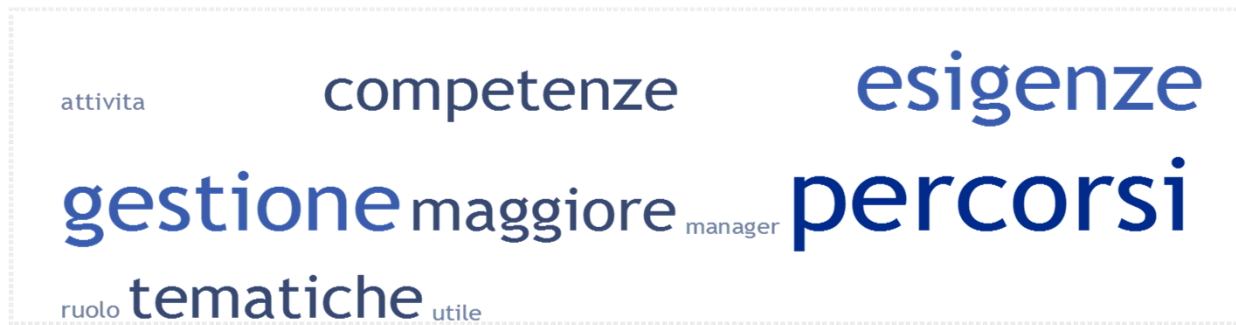 attivita competenze esigenze
gestione maggiore manager percorsi
ruolo tematiche utile